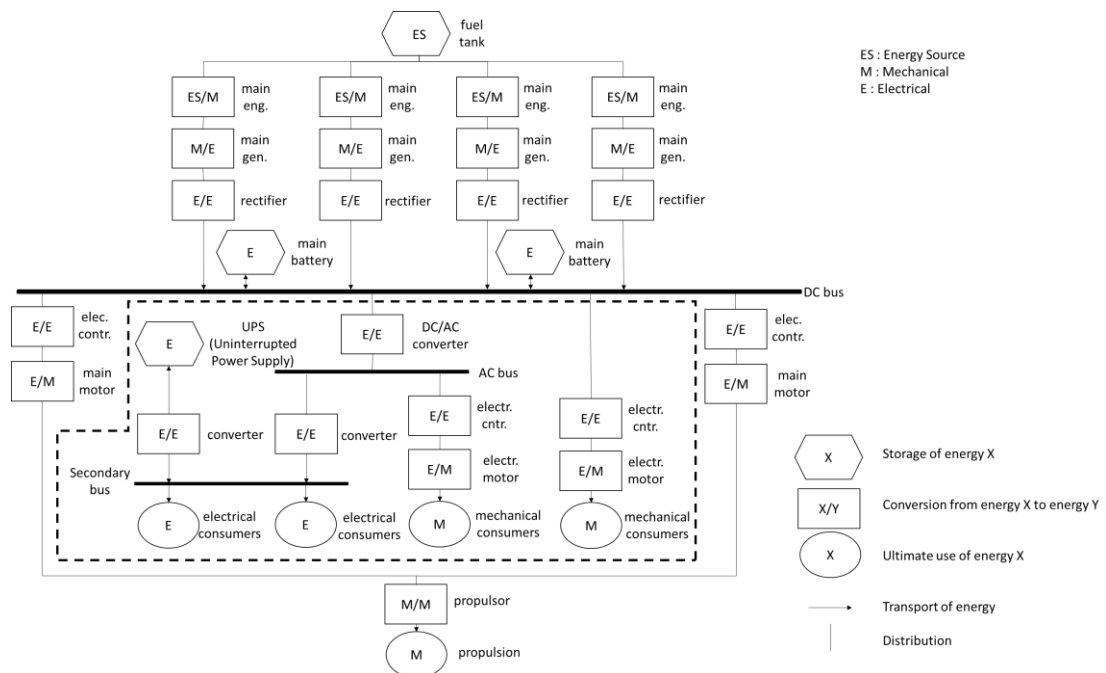 ES
fuel
tank
ES : Energy Source
M : Mechanical
E : Electrical
ES/M
main
eng.
ES/M
main
eng.
ES/M
main
eng.
ES/M
main
eng.
M/E
main
gen.
M/E
main
gen.
M/E
main
gen.
M/E
main
gen.
E/E
rectifier
E/E
rectifier
E/E
rectifier
E/E
rectifier
E
main
battery
E
main
battery
DC bus
E/E
elec.
contr.
E/M
main
motor
E
UPS
(Uninterrupted
Power Supply)
E/E
DC/AC
converter
AC bus
E/E
elec.
contr.
E/M
main
motor
E/E
converter
E/E
converter
E/E
electr.
cntr.
E/M
electr.
motor
E/E
electr.
cntr.
E/M
electr.
motor
Secondary
bus
E
electrical
consumers
E
electrical
consumers
M
mechanical
consumers
M
mechanical
consumers
M/M
propulsor
M
propulsion
X
Storage of energy X
X/Y
Conversion from energy X to energy Y
X
Ultimate use of energy X
Transport of energy
Distribution